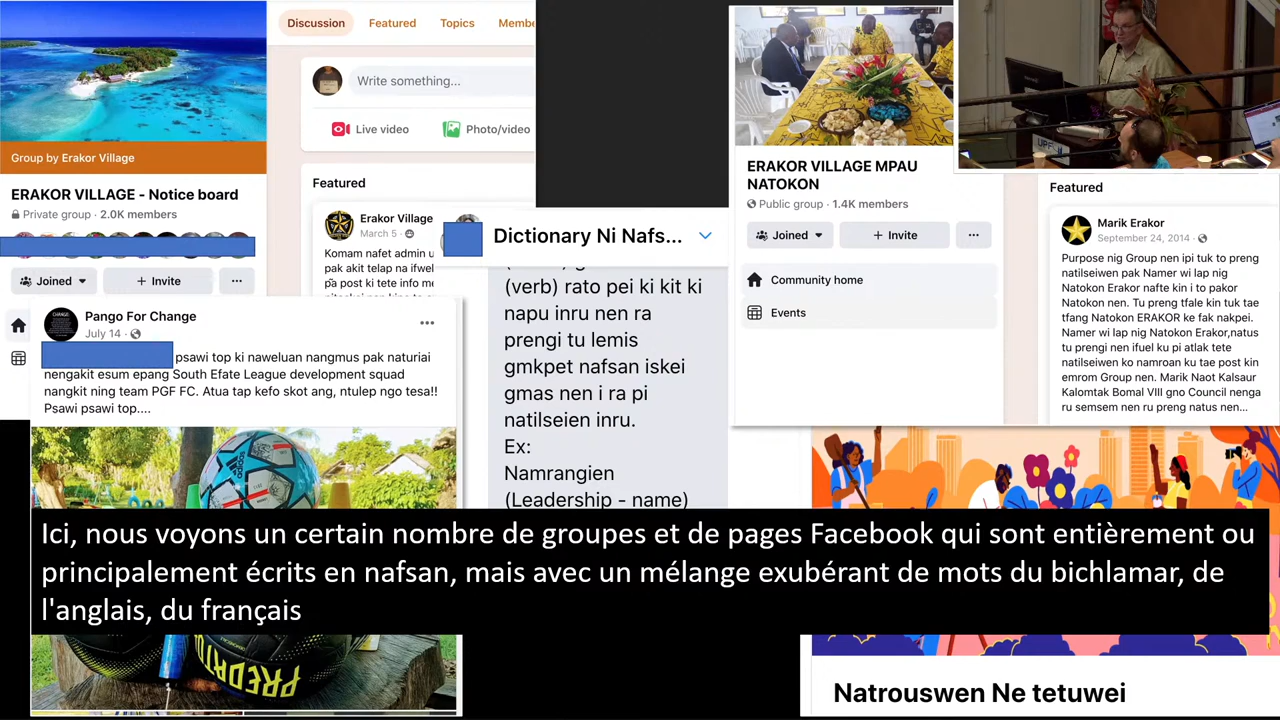 Discussion
Featured
Topics
Membe
Write something...
Live video
Photo/video
Group by Erakor Village
ERAKOR VILLAGE - Notice board
Private group · 2.0K members
Joined
+ Invite
...
Featured
Erakor Village
March 5 ·
Komam nafet admin u
pak akit telap na ifwel
pa post ki tete info me
Pango For Change
July 14 ·
...
psawi top ki naweluan nangmus pak naturiai
nengakit esum epang South Efate League development squad
nangkit ning team PGF FC. Atua tap kefo skot ang, ntulep ngo tesa!!
Psawi psawi top....
PREDATO
Dictionary Ni Nafs...
(verb) rato pei ki kit ki
napu inru nen ra
prengi tu lemis
gmkpet nafsan iskei
gmas nen i ra pi
natilseien inru.
Ex:
Namrangien
(Leadership - name)
ERAKOR VILLAGE MPAU
NATOKON
Public group · 1.4K members
Joined
+ Invite
...
Community home
Events
Featured
Marik Erakor
September 24, 2014 ·
Purpose nig Group nen ipi tuk to preng
natilseiwen pak Namer wi lap nig
Natokon Erakor nafte kin i to pakor
Natokon nen. Tu preng tfale kin tuk tae
tfang Natokon ERAKOR ke fak nakpei.
Namer wi lap nig Natokon Erakor,natus
tu prengi nen ifuel ku pi atlak tete
natilseiwen ko namroan ku tae post kin
emrom Group nen. Marik Naot Kalsaur
Kalomtak Bomal VIII gno Council nenga
ru semsem nen ru preng natus nen...
Ici, nous voyons un certain nombre de groupes et de pages Facebook qui sont entièrement ou
principalement écrits en nafsan, mais avec un mélange exubérant de mots du bichlamar, de
l'anglais, du français
Natrouswen Ne tetuwei